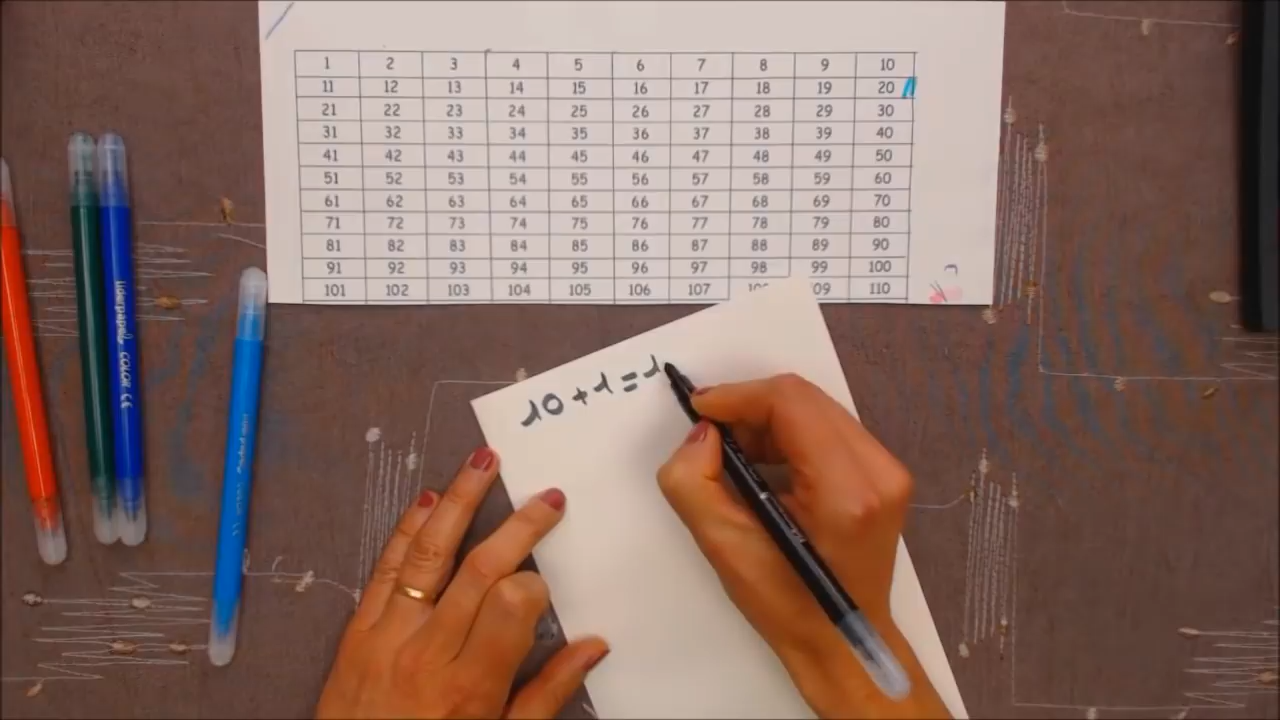 1 2 3 4 5 6 7 8 9 10
11 12 13 14 15 16 17 18 19 20
21 22 23 24 25 26 27 28 29 30
31 32 33 34 35 36 37 38 39 40
41 42 43 44 45 46 47 48 49 50
51 52 53 54 55 56 57 58 59 60
61 62 63 64 65 66 67 68 69 70
71 72 73 74 75 76 77 78 79 80
81 82 83 84 85 86 87 88 89 90
91 92 93 94 95 96 97 98 99 100
101 102 103 104 105 106 107 109 110
10+1=1
liderpapel COLOR CE